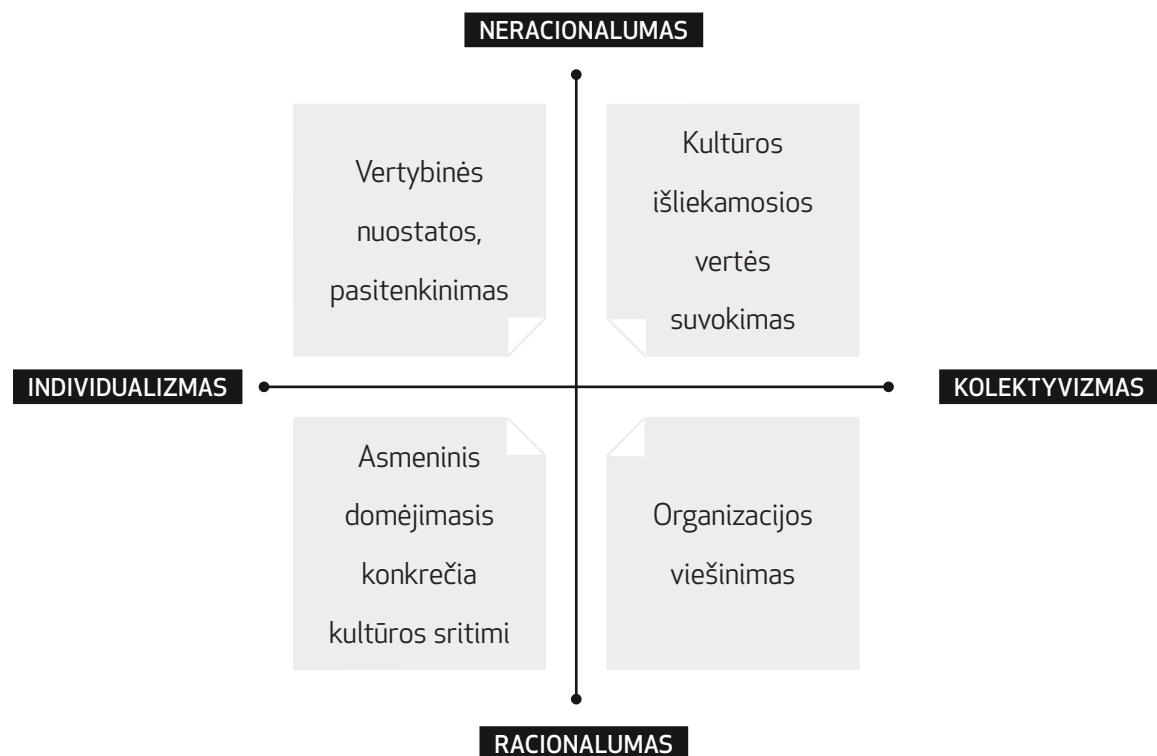 NERACIONALUMAS
Vertybinės
nuostatos,
pasitenkinimas
Kultūros
išliekamosios
vertės
suvokimas
INDIVIDUALIZMAS
KOLEKTYVIZMAS
Asmeninis
domėjimasis
konkrečia
kultūros sritimi
Organizacijos
viešinimas
RACIONALUMAS